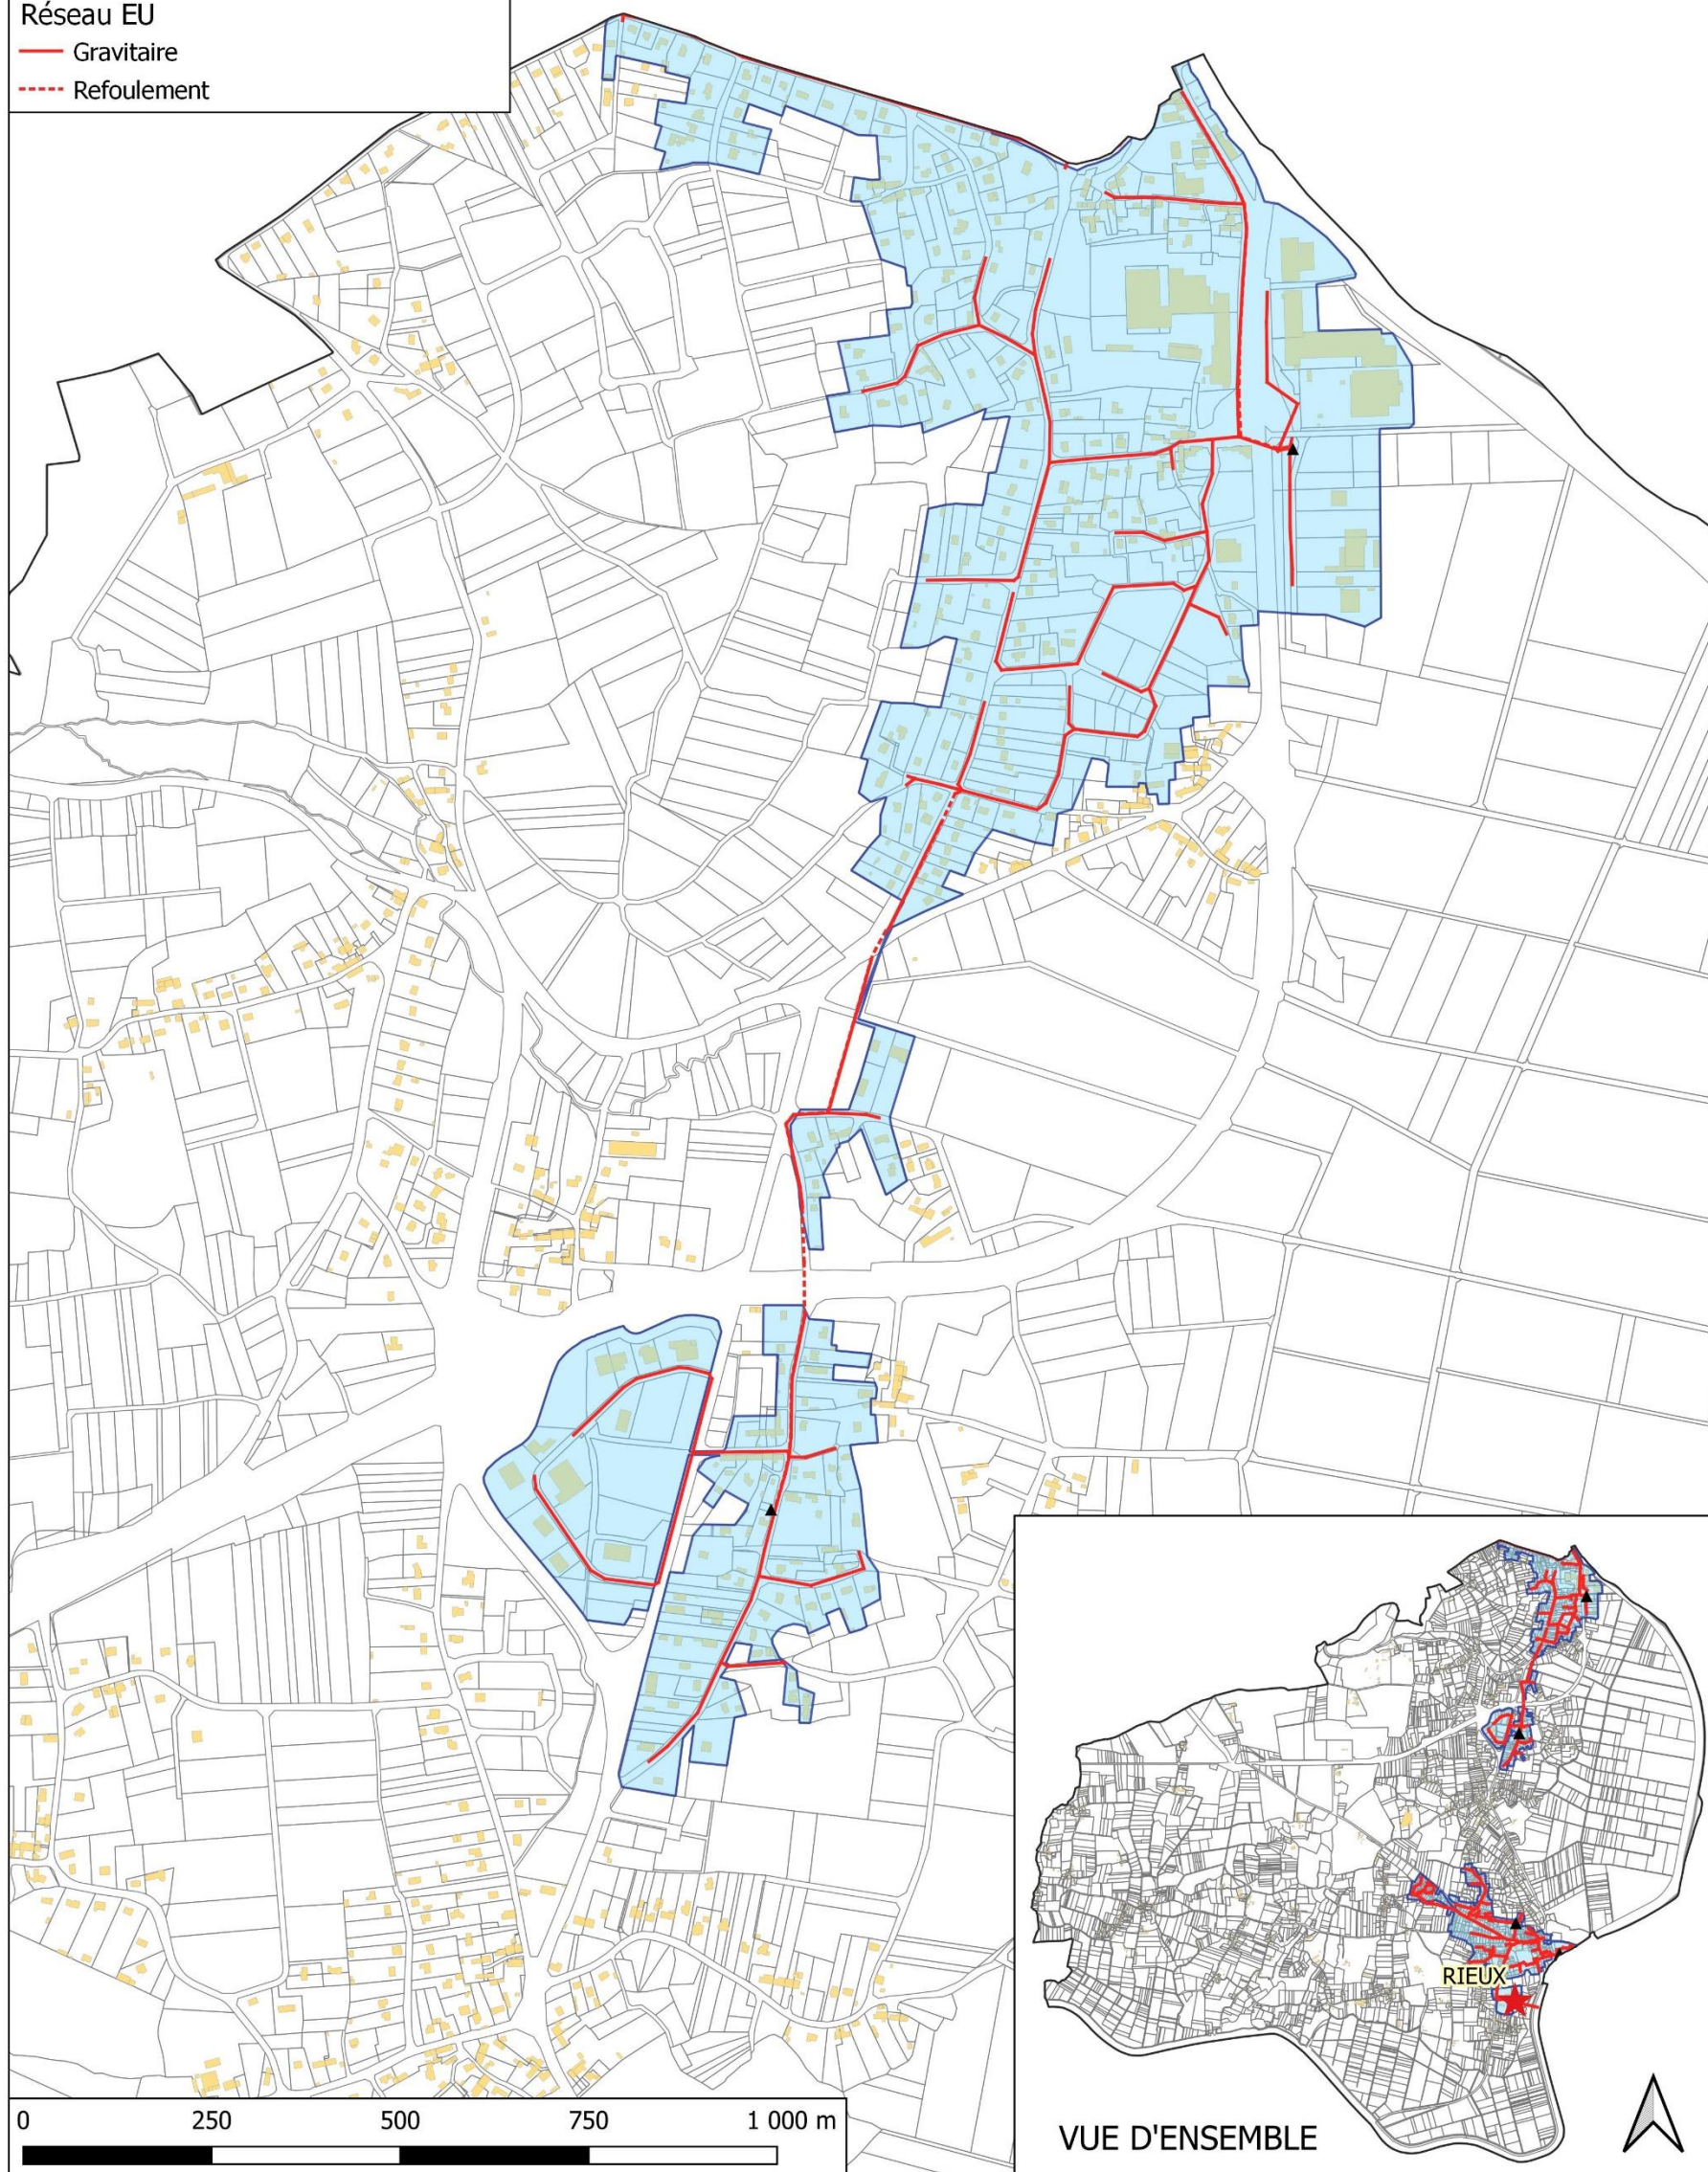 Réseau EU
Gravitaire
Refoulement
RIEUX
VUE D'ENSEMBLE
0 250 500 750 1 000 m